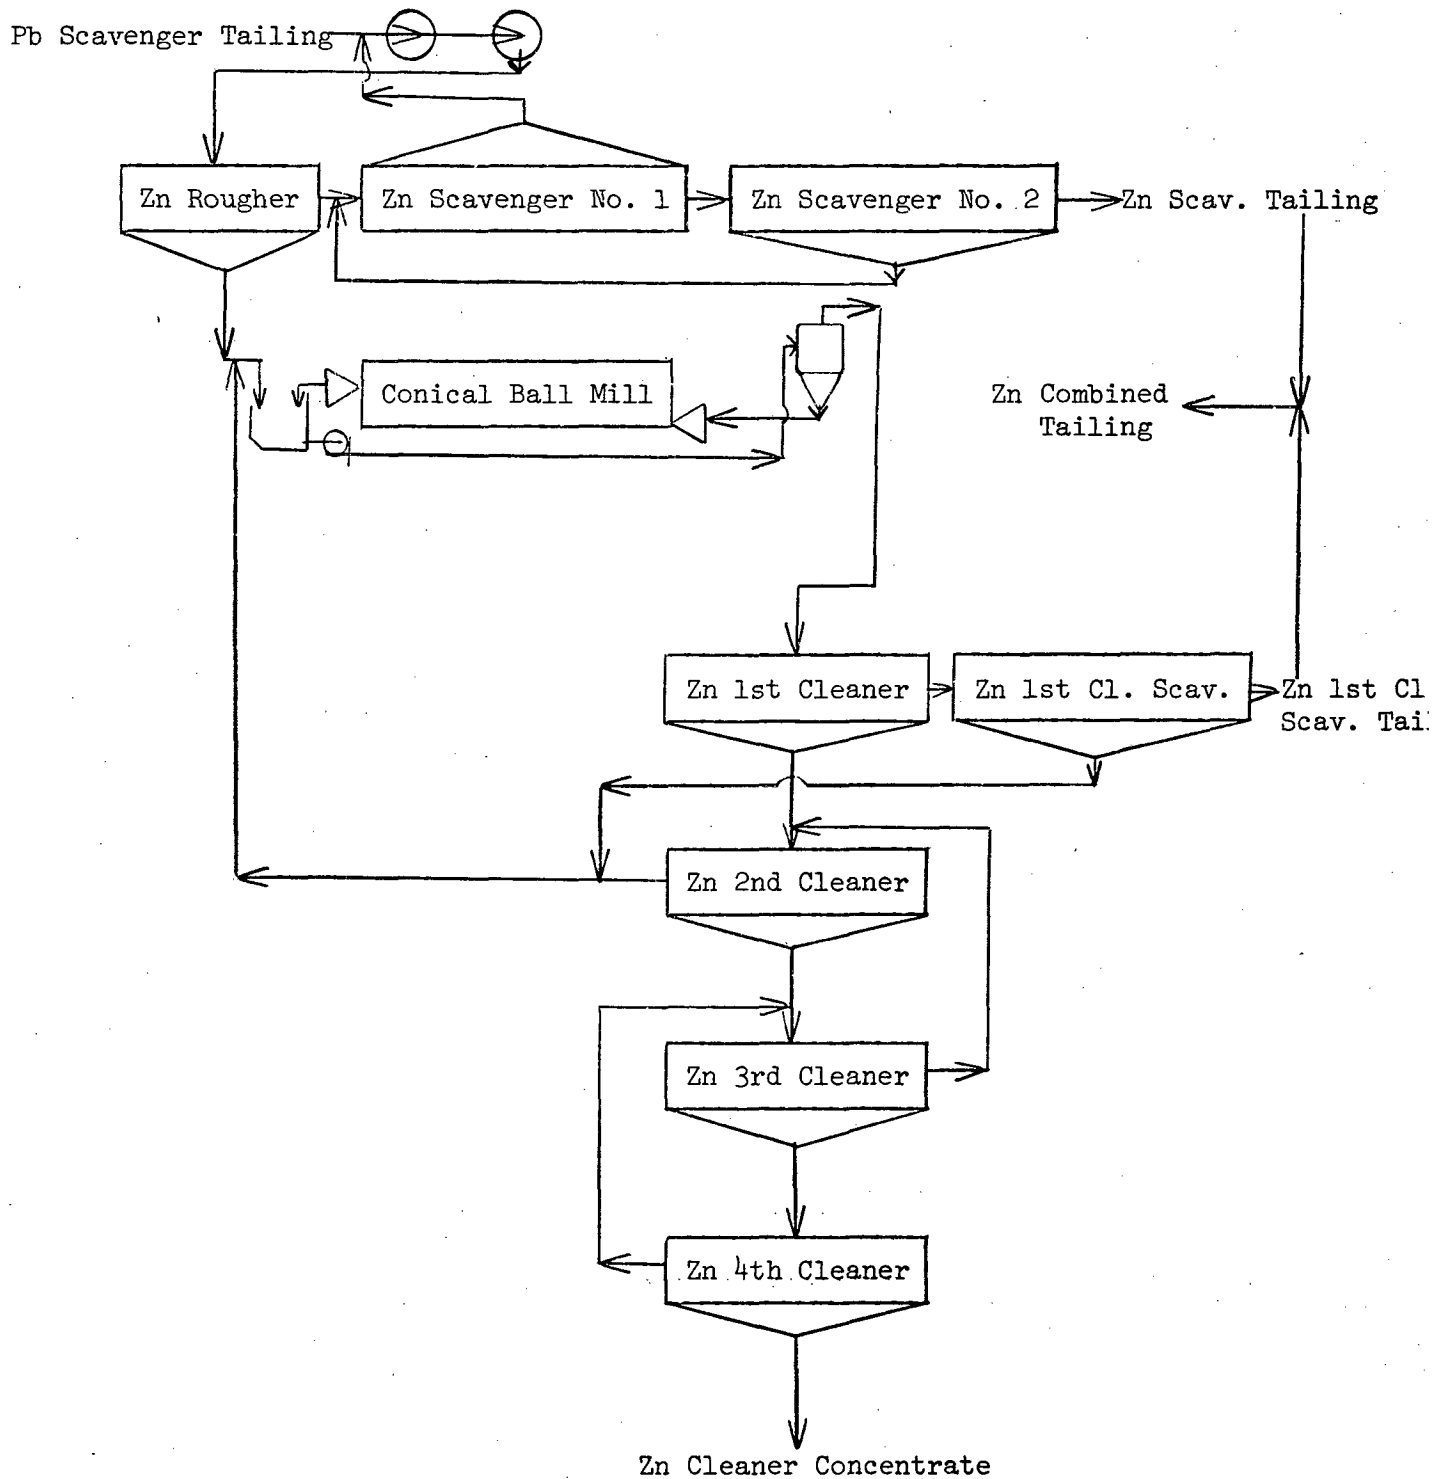 Pb Scavenger Tailing
Zn Rougher
Zn Scavenger No. 1
Zn Scavenger No. 2
Zn Scav. Tailing
Conical Ball Mill
Zn Combined
Tailing
Zn 1st Cleaner
Zn 1st Cl. Scav.
Zn 1st Cl
Scav. Tail
Zn 2nd Cleaner
Zn 3rd Cleaner
Zn 4th Cleaner
Zn Cleaner Concentrate